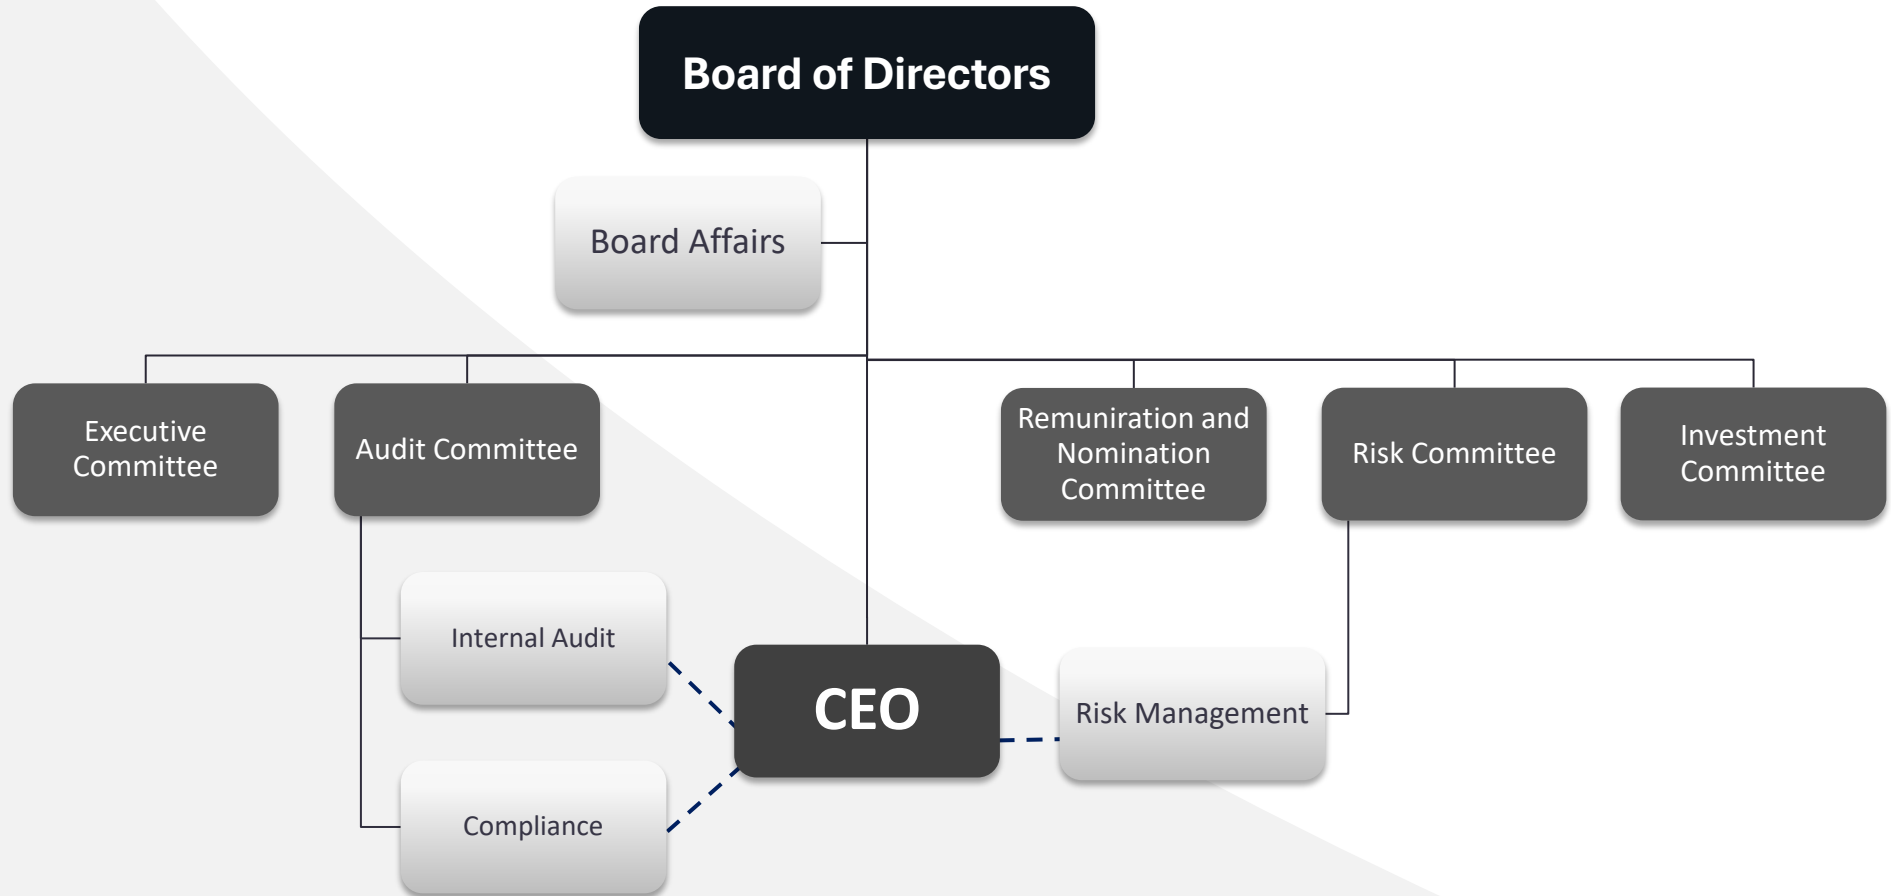 Board of Directors
Board Affairs
Executive
Committee
Audit Committee
Remuniration and
Nomination
Committee
Risk Committee
Investment
Committee
Internal Audit
CEO
Risk Management
Compliance